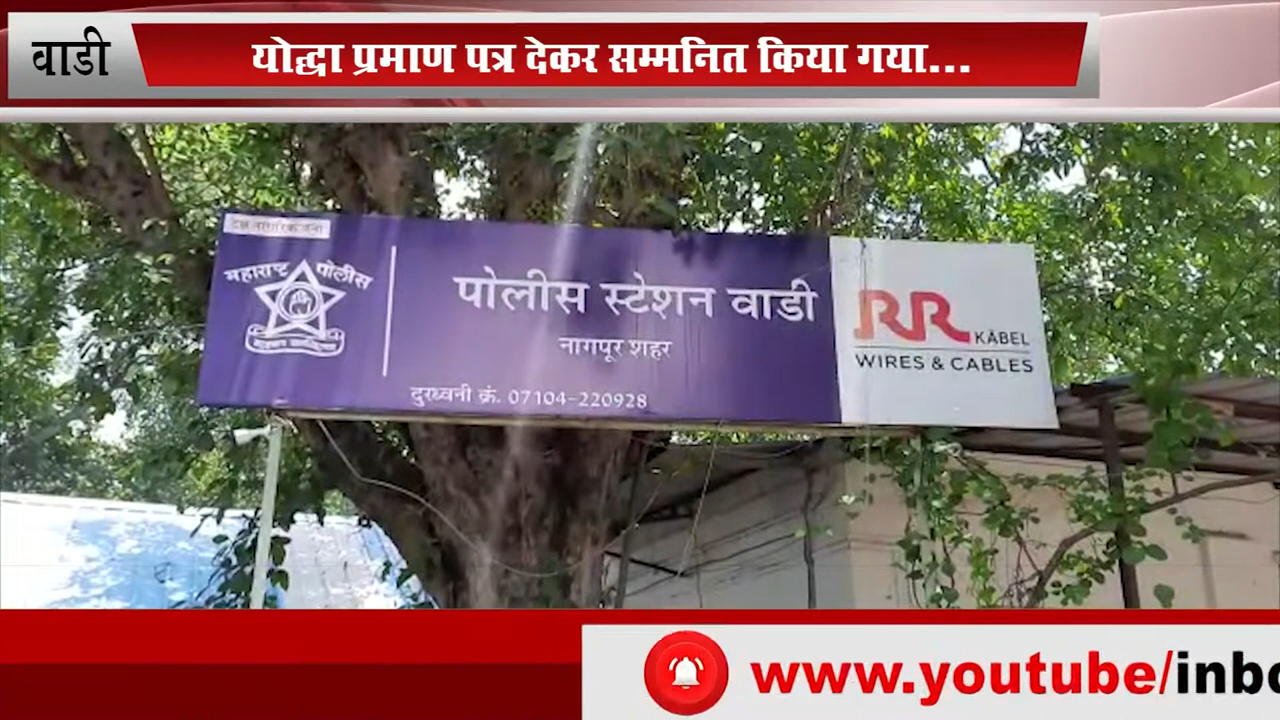 वाडी
योद्धा प्रमाण पत्र देकर सम्मनित किया गया...
महाराष्ट्र पोलीस
पोलीस स्टेशन वाडी
नागपूर शहर
दुरध्वनी क्रं. 07104-220928
RR KABEL
WIRES & CABLES
www.youtube/inbo